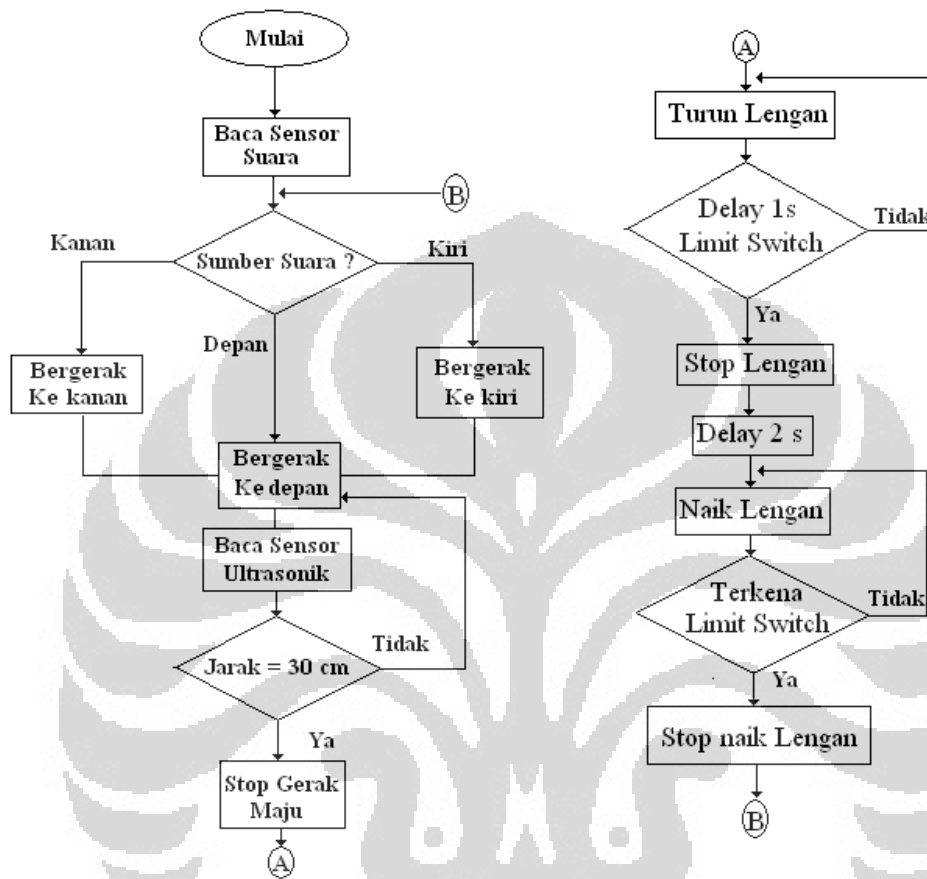 Mulai
Baca Sensor
Suara
B
Sumber Suara ?
Kanan
Kiri
Depan
Bergerak
Ke kanan
Bergerak
Ke kiri
Bergerak
Ke depan
Baca Sensor
Ultrasonik
Jarak = 30 cm
Tidak
Ya
Stop Gerak
Maju
A
A
Turun Lengan
Delay 1s
Limit Switch
Tidak
Ya
Stop Lengan
Delay 2 s
Naik Lengan
Terkena
Limit Switch
Tidak
Ya
Stop naik Lengan
B